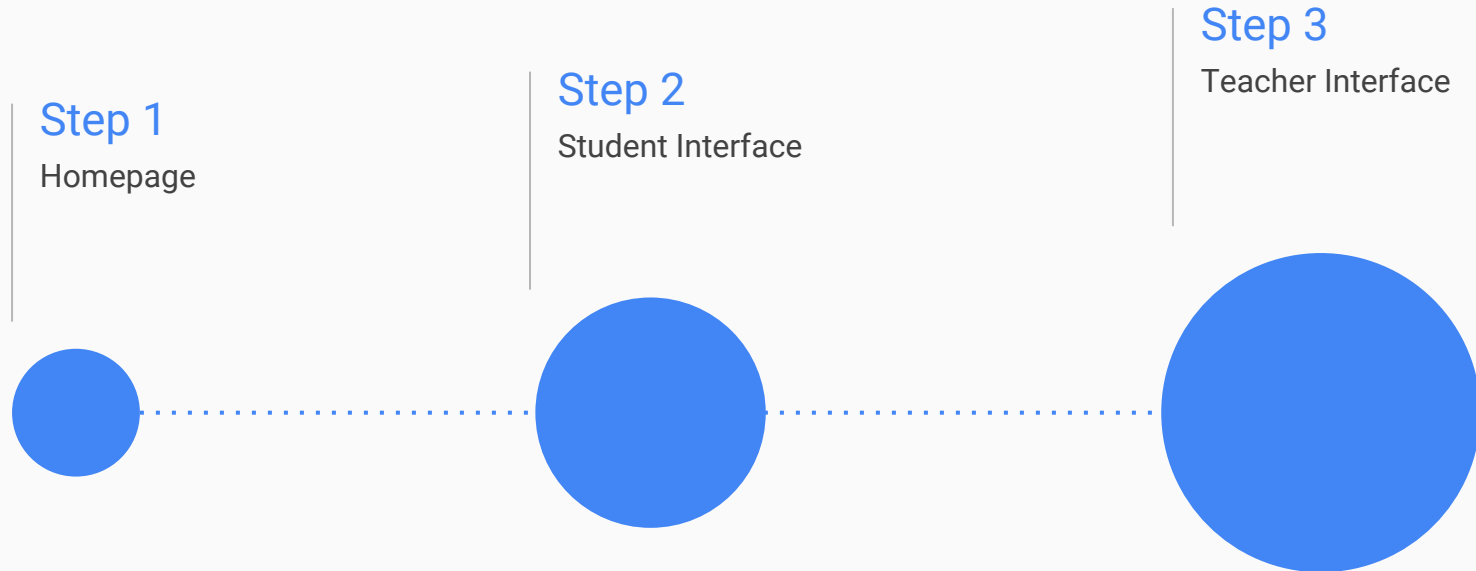 Step 1
Homepage
Step 2
Student Interface
Step 3
Teacher Interface